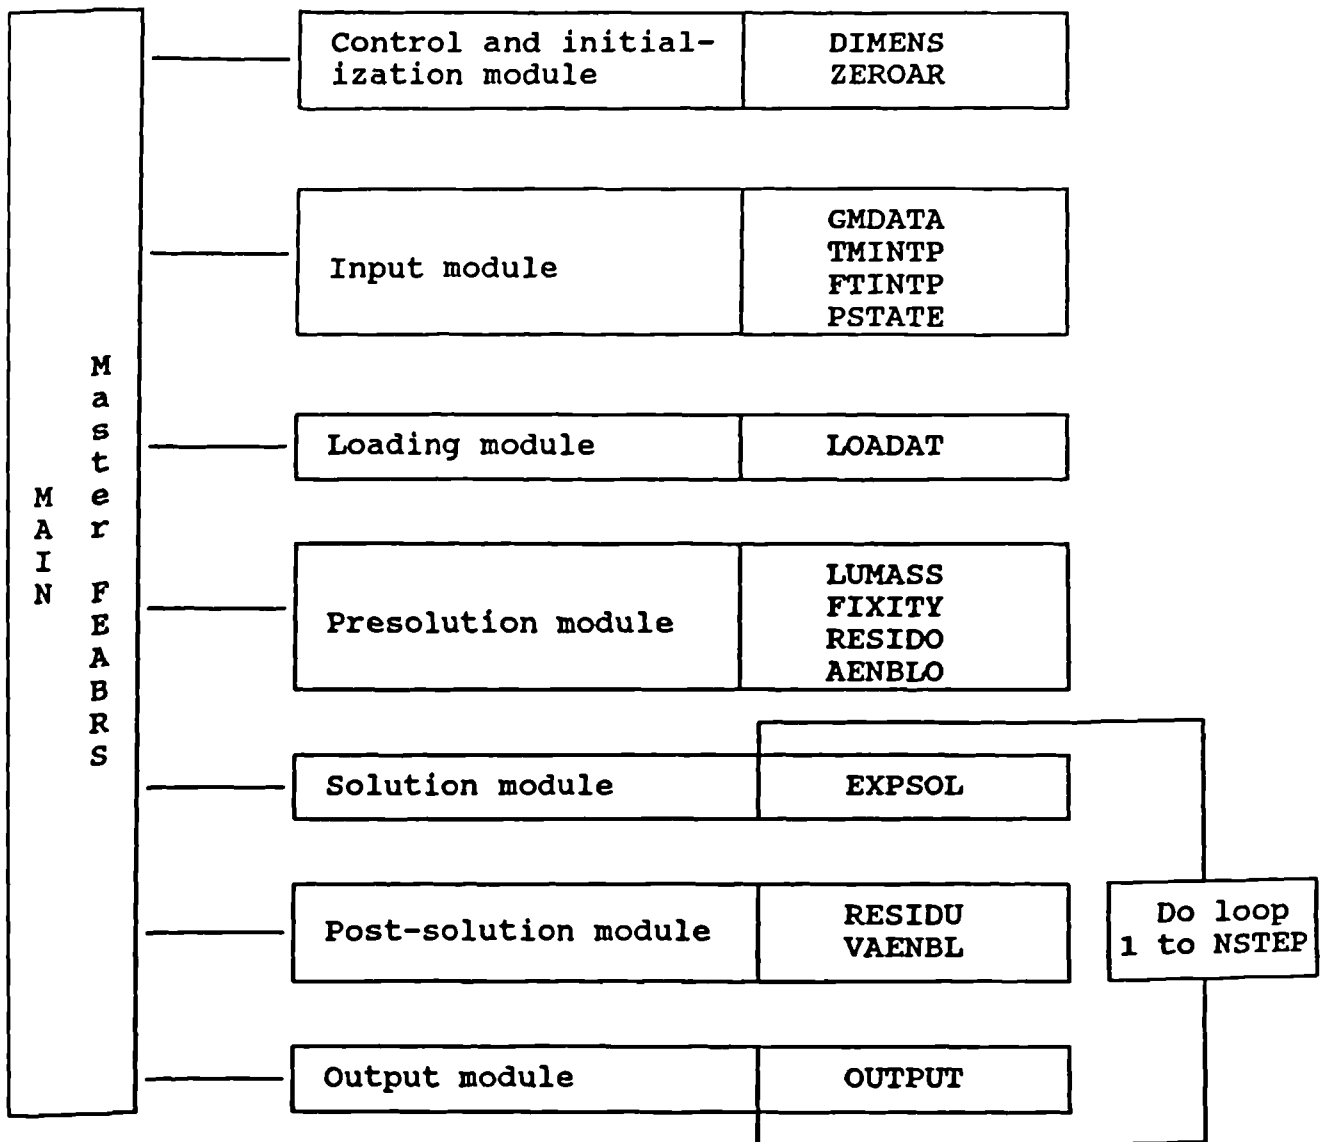 MAIN
Master FEABRS
Control and initial-
ization module
DIMENS
ZEROAR
Input module
GMDATA
TMINTP
FTINTP
PSTATE
Loading module
LOADAT
Presolution module
LUMASS
FIXITY
RESIDO
AENBLO
Solution module
EXPSOL
Post-solution module
RESIDU
VAENBL
Do loop
1 to NSTEP
Output module
OUTPUT